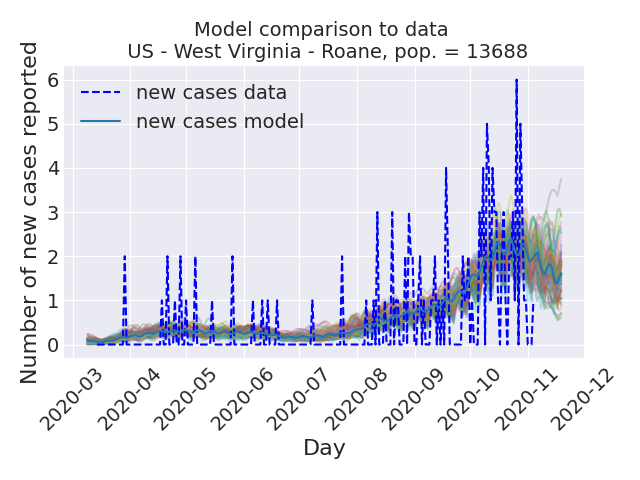 Model comparison to data
US - West Virginia - Roane, pop. = 13688
Number of new cases reported
6
5
4
3
2
1
0
new cases data
new cases model
2020-03
2020-04
2020-05
2020-06
2020-07
2020-08
2020-09
2020-10
2020-11
2020-12
Day